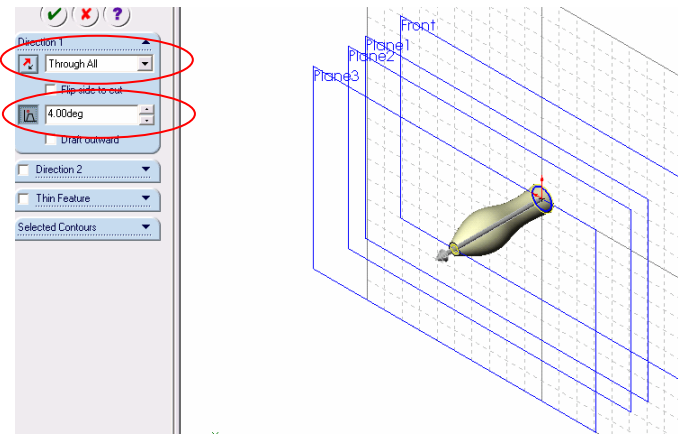 ?
Direction 1
Through All
Flip side to cut
4.00deg
Draft outward
Direction 2
Thin Feature
Selected Contours
Front
Plane1
Plane2
Plane3